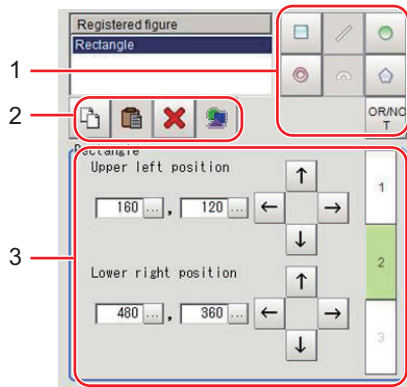 Registered figure
Rectangle
1
2
OR/NO
T
Rectangle
Upper left position
160 ... , 120 ...
← ↑ → ↓
Lower right position
480 ... , 360 ...
← ↑ → ↓
1
2
3
3